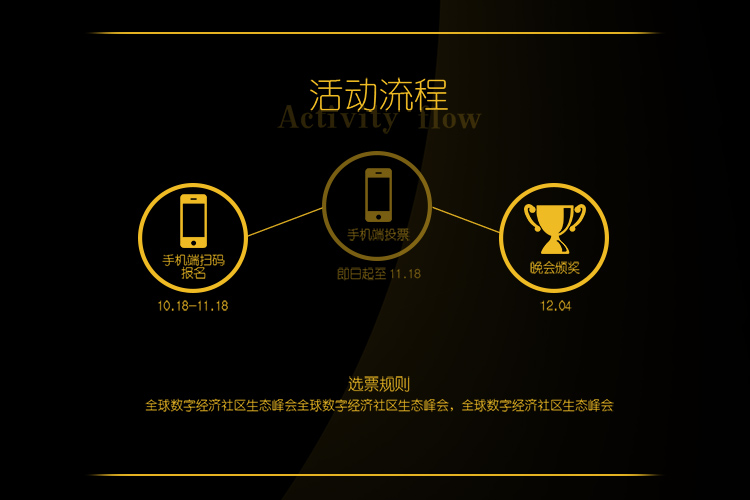 活动流程
Activity flow
手机端扫码
报名
10.18-11.18
手机端投票
即日起至 11.18
晚会颁奖
12.04
选票规则
全球数字经济社区生态峰会全球数字经济社区生态峰会，全球数字经济社区生态峰会